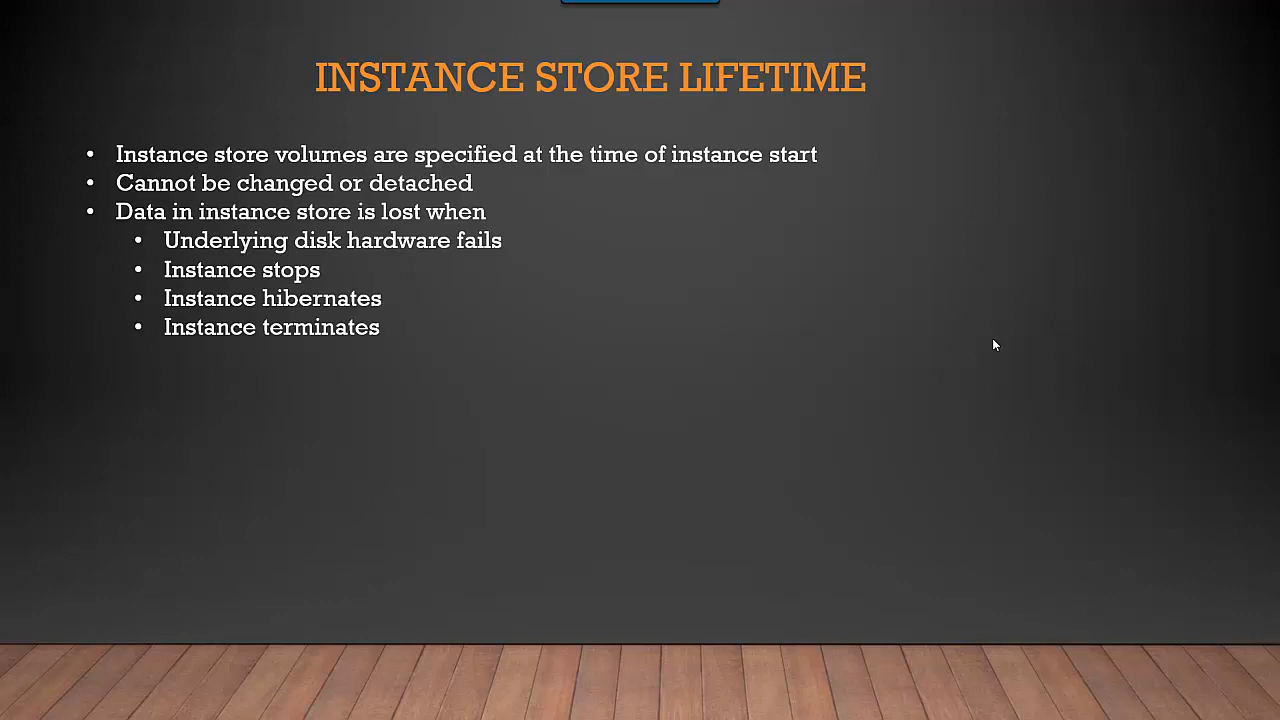 INSTANCE STORE LIFETIME
• Instance store volumes are specified at the time of instance start
• Cannot be changed or detached
• Data in instance store is lost when
• Underlying disk hardware fails
• Instance stops
• Instance hibernates
• Instance terminates